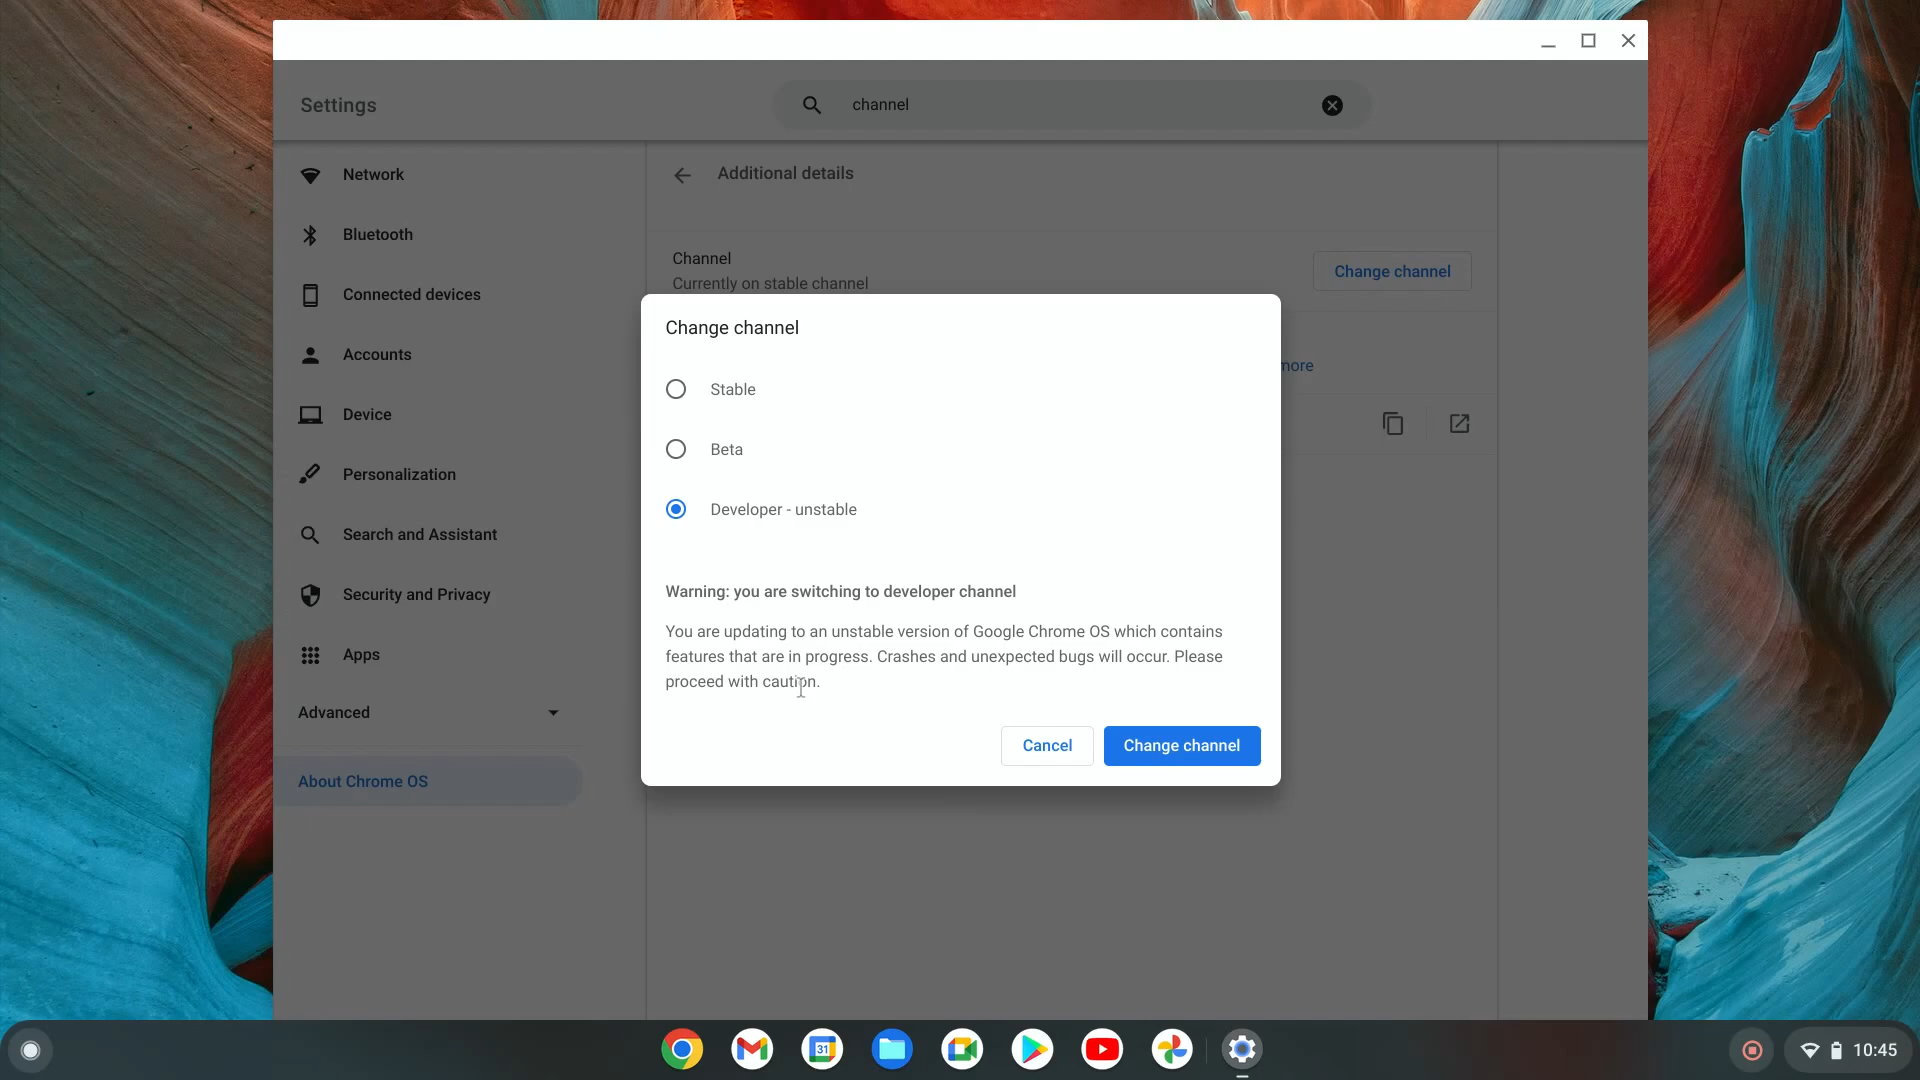 Settings
channel
Network
Bluetooth
Connected devices
Accounts
Device
Personalization
Search and Assistant
Security and Privacy
Apps
Advanced
About Chrome OS
Additional details
Channel
Currently on stable channel
Change channel
more
Change channel
Stable
Beta
Developer - unstable
Warning: you are switching to developer channel
You are updating to an unstable version of Google Chrome OS which contains
features that are in progress. Crashes and unexpected bugs will occur. Please
proceed with caution.
Cancel
Change channel
31
10:45